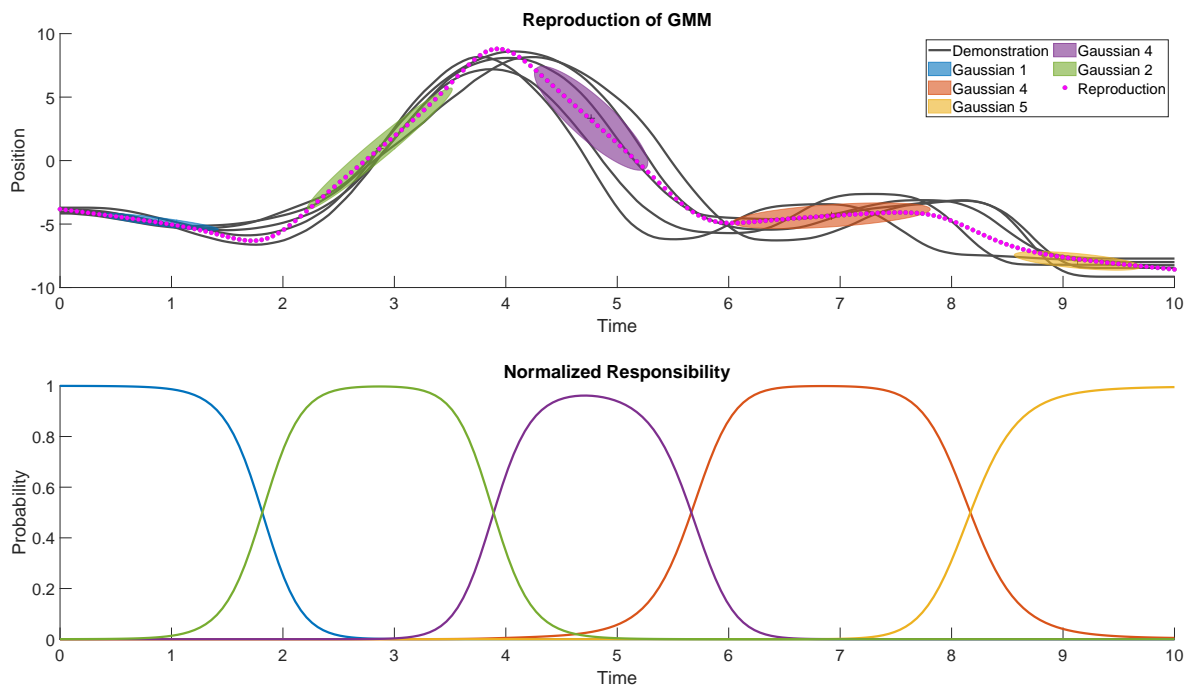 Reproduction of GMM
10
5
0
-5
-10
Position
Demonstration
Gaussian 1
Gaussian 4
Gaussian 5
Gaussian 4
Gaussian 2
Reproduction
0 1 2 3 4 5 6 7 8 9 10
Time
Normalized Responsibility
1
0.8
0.6
0.4
0.2
0
Probability
0 1 2 3 4 5 6 7 8 9 10
Time